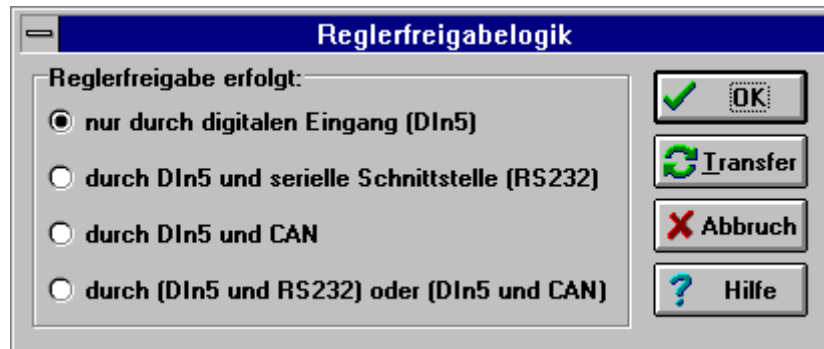 Reglerfreigabelogik
Reglerfreigabe erfolgt:
nur durch digitalen Eingang (DIn5)
durch DIn5 und serielle Schnittstelle (RS232)
durch DIn5 und CAN
durch (DIn5 und RS232) oder (DIn5 und CAN)
OK
Transfer
Abbruch
Hilfe